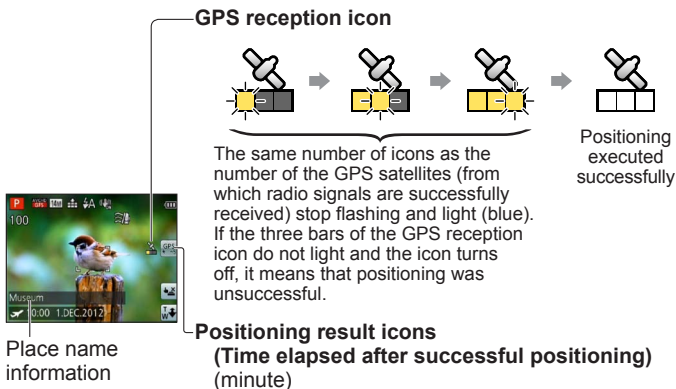 GPS reception icon
Positioning
executed
successfully
The same number of icons as the
number of the GPS satellites (from
which radio signals are successfully
received) stop flashing and light (blue).
If the three bars of the GPS reception
icon do not light and the icon turns
off, it means that positioning was
unsuccessful.
P 14M 4A
100
GPS
Museum
10:00 1.DEC.2012
T
W
Positioning result icons
(Time elapsed after successful positioning)
(minute)
Place name
information